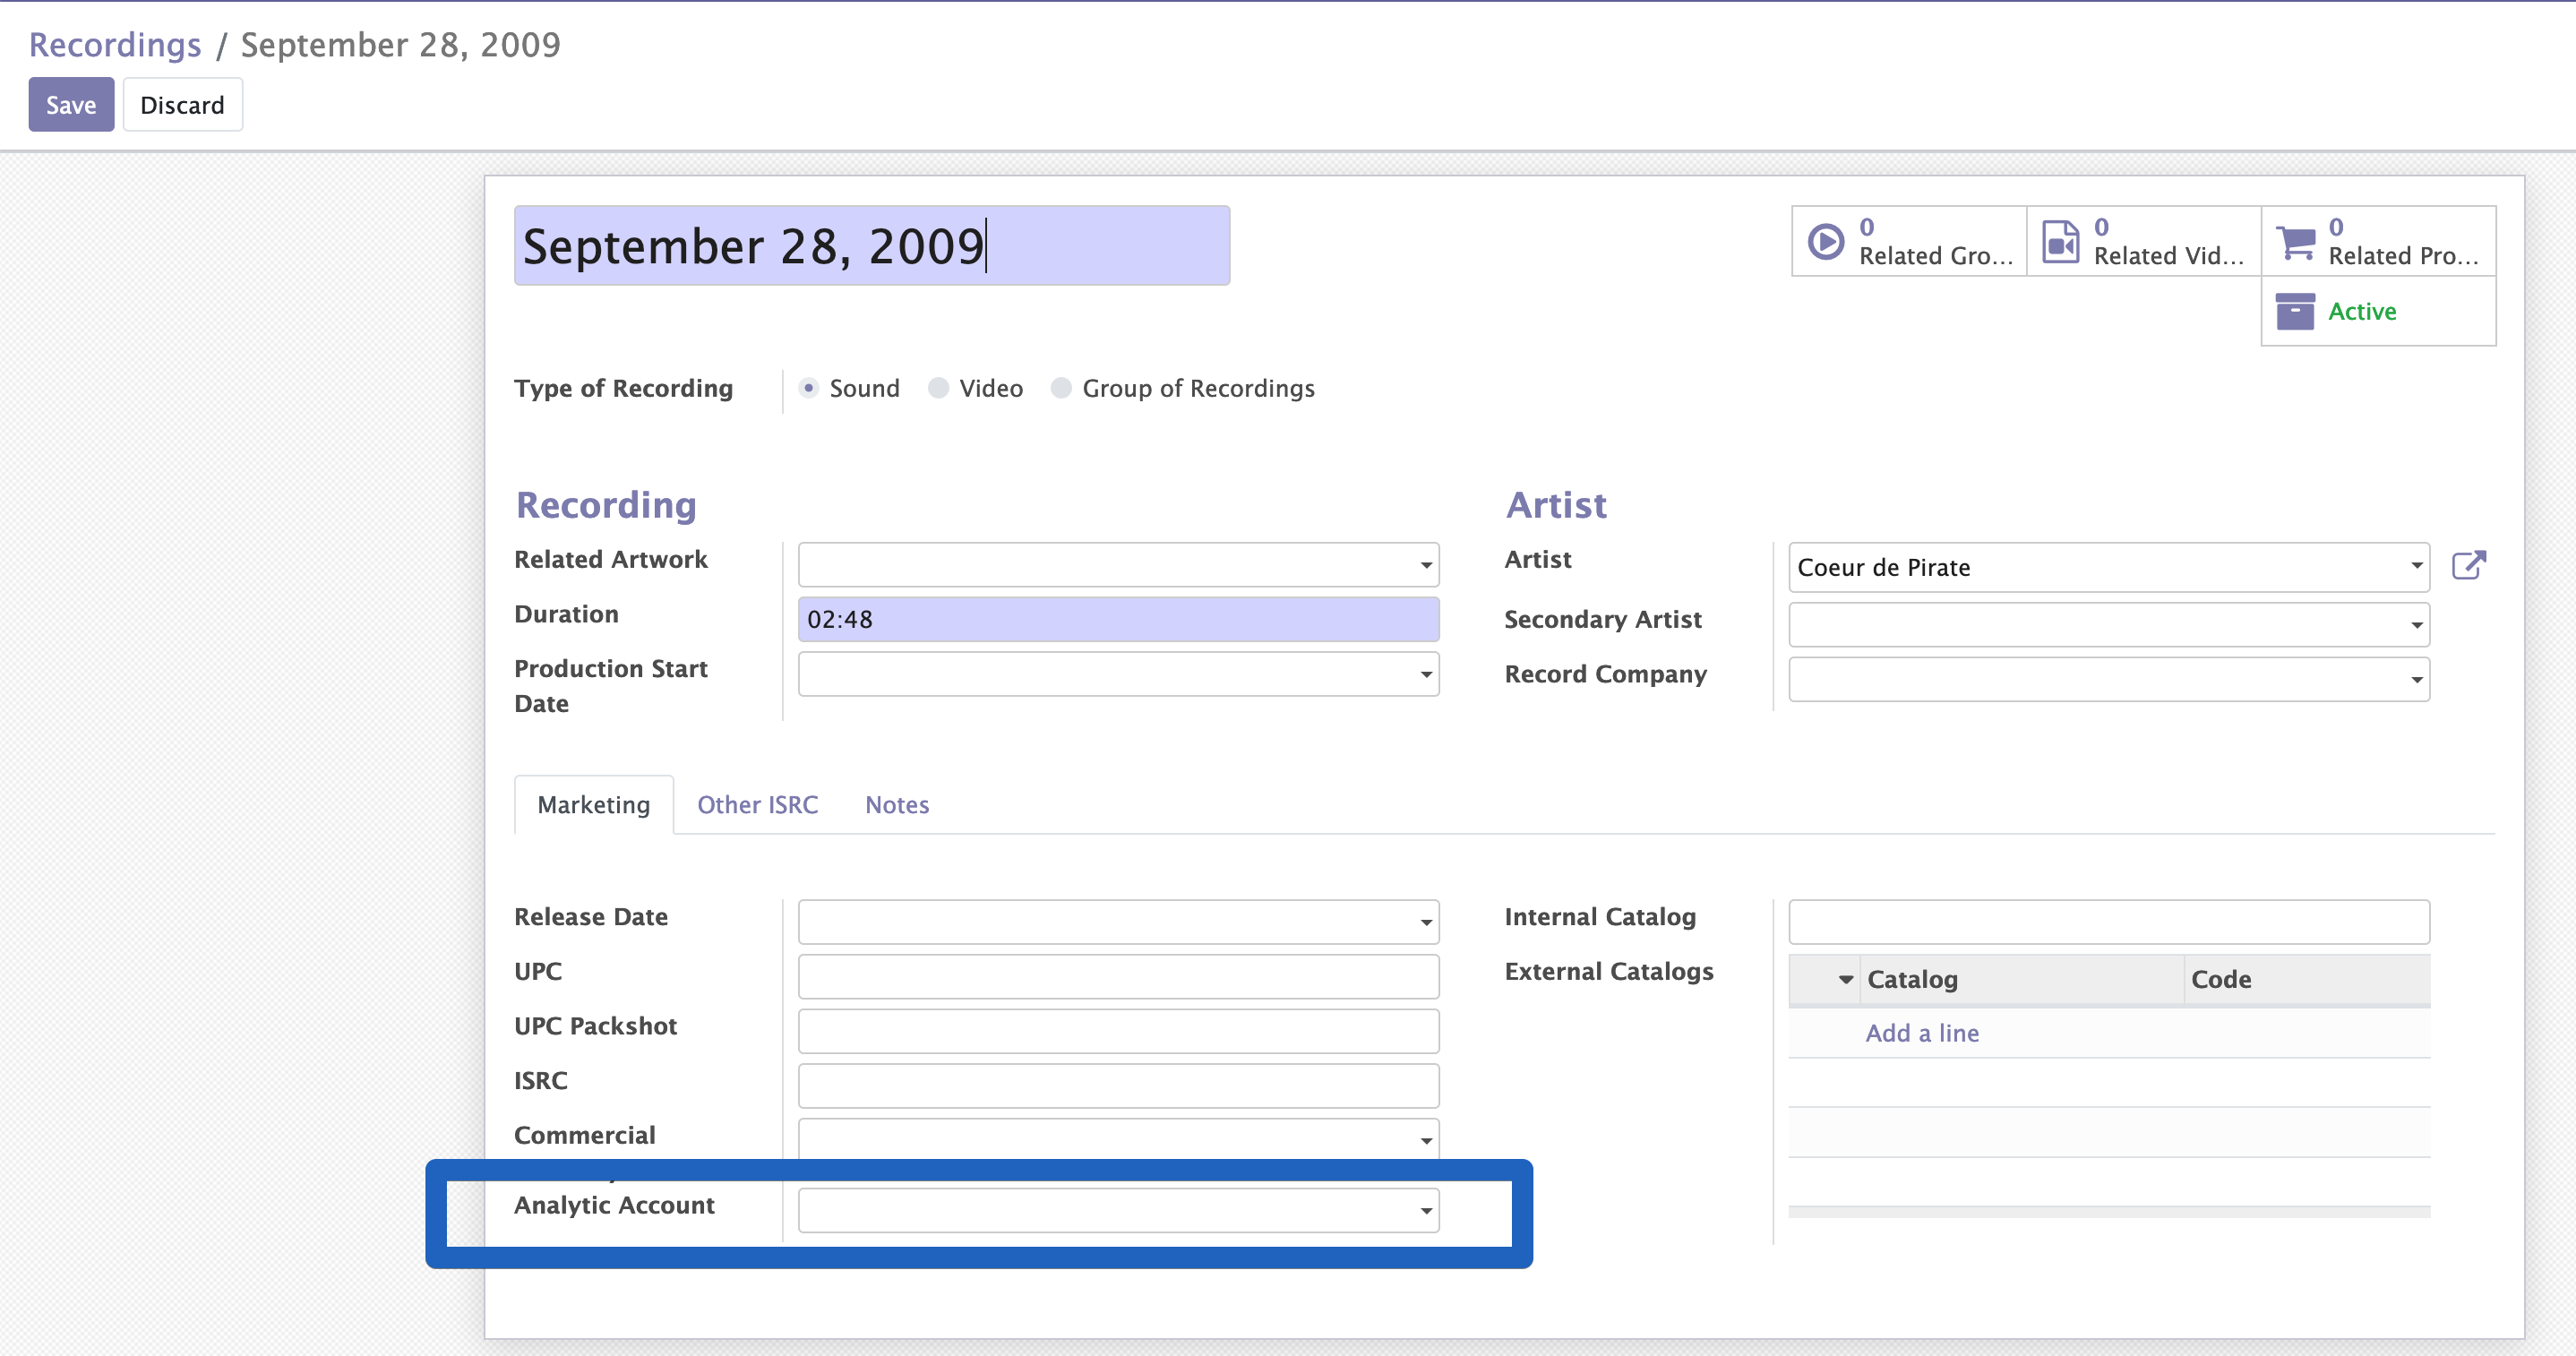 Recordings / September 28, 2009
Save Discard
September 28, 2009
0
Related Gro...
0
Related Vid...
0
Related Pro...
Active
Type of Recording Sound Video Group of Recordings
Recording
Artist
Related Artwork
Artist Coeur de Pirate
Duration 02:48
Secondary Artist
Production Start
Date
Record Company
Marketing Other ISRC Notes
Release Date
Internal Catalog
UPC
External Catalogs Catalog Code
UPC Packshot
Add a line
ISRC
Commercial
Analytic Account